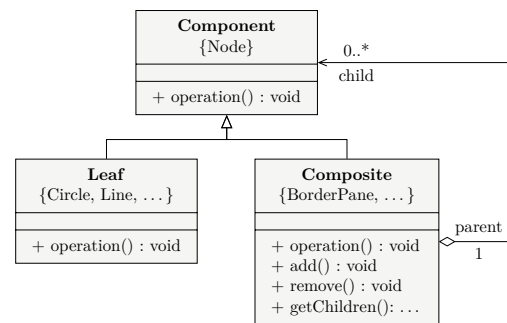 Component
{Node}
+ operation() : void
0..*
child
Leaf
{Circle, Line, ...}
+ operation() : void
Composite
{BorderPane, ...}
+ operation() : void
+ add() : void
+ remove() : void
+ getChildren(): ...
parent
1